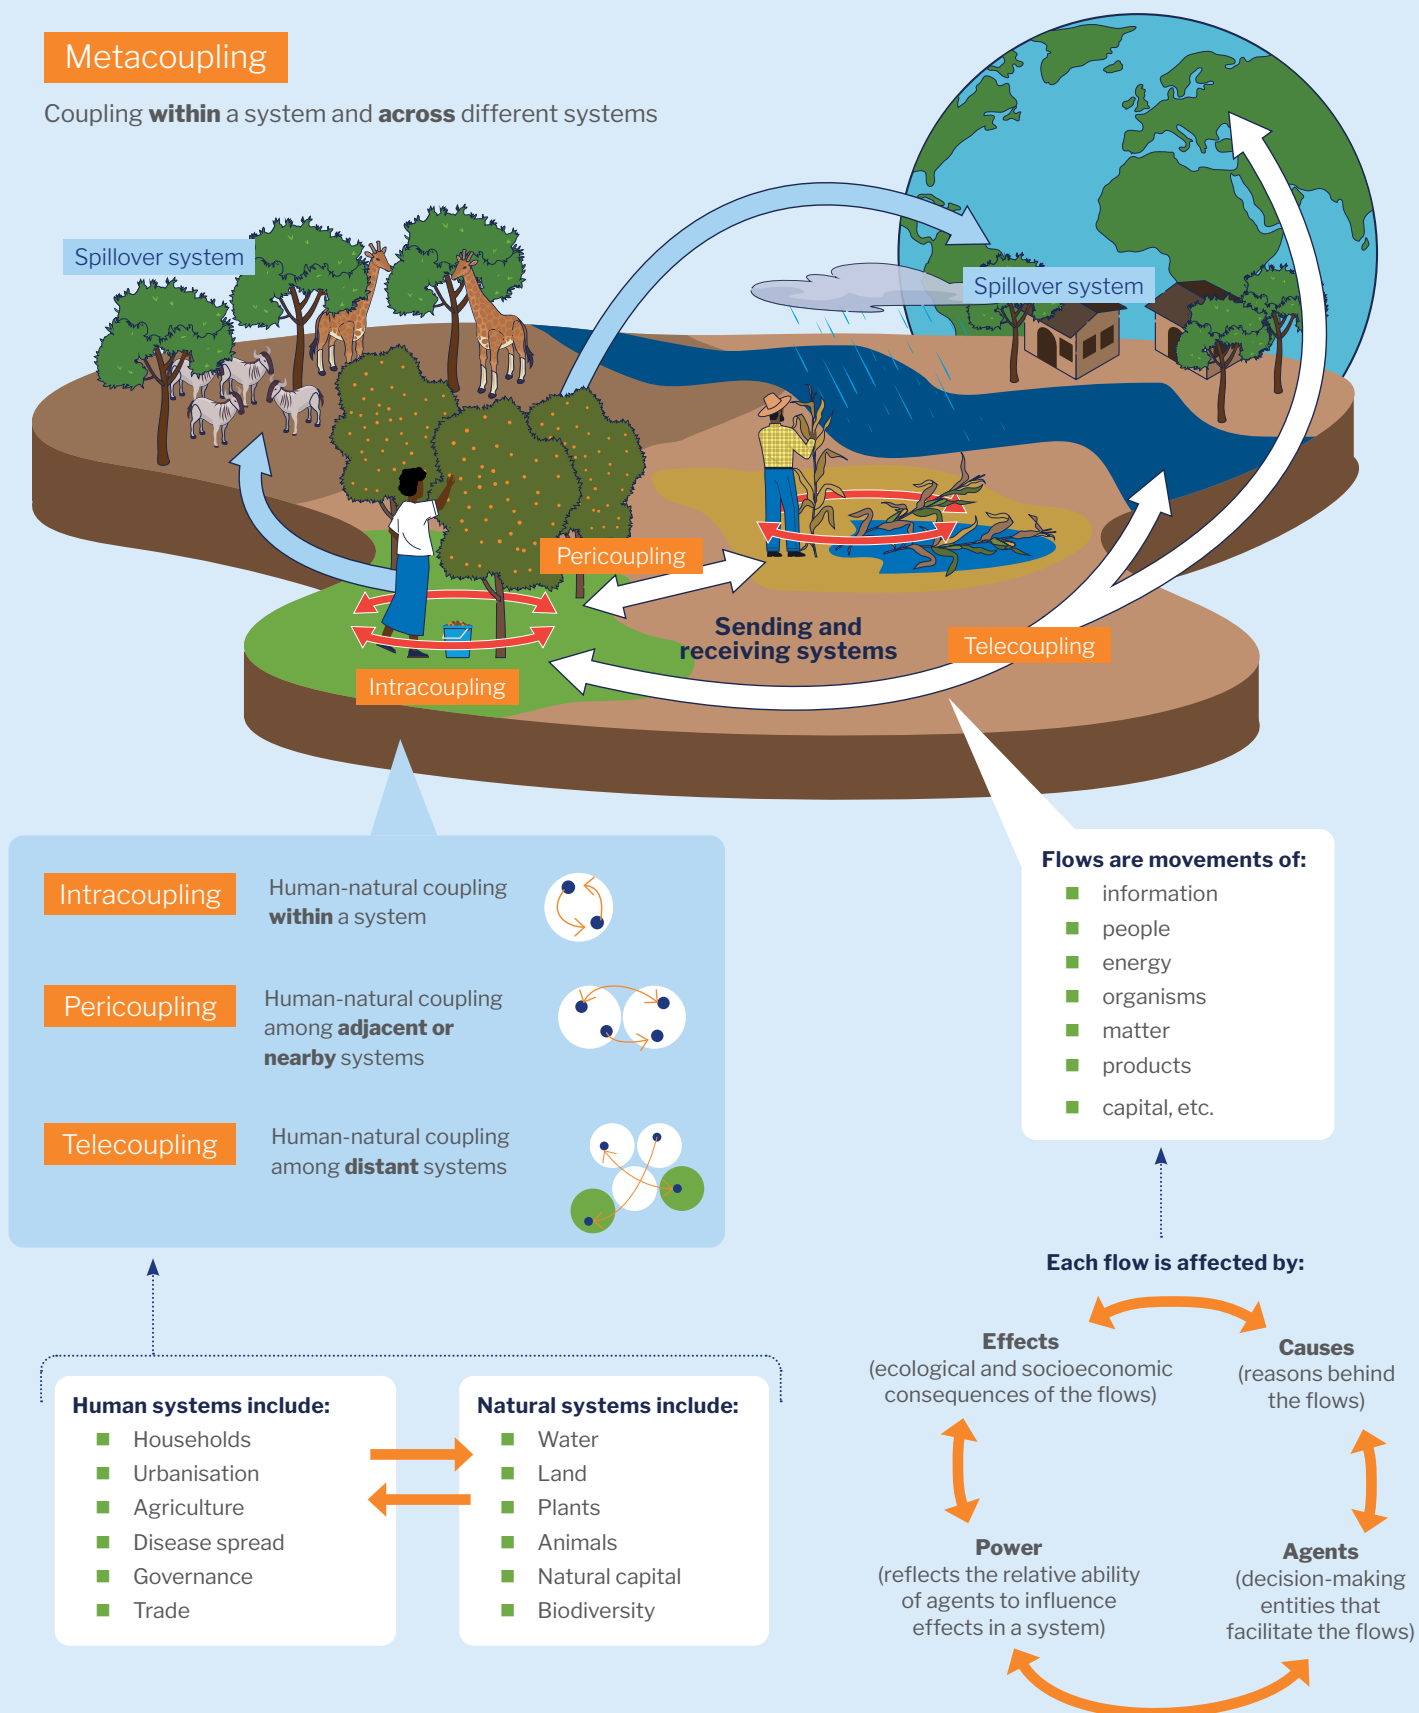 Metacoupling
Coupling within a system and across different systems
Spillover system
Spillover system
Pericoupling
Sending and
receiving systems
Telecoupling
Intracoupling
Intracoupling
Human-natural coupling
within a system
Pericoupling
Human-natural coupling
among adjacent or
nearby systems
Telecoupling
Human-natural coupling
among distant systems
Flows are movements of:
information
people
energy
organisms
matter
products
capital, etc.
Each flow is affected by:
Effects
(ecological and socioeconomic
consequences of the flows)
Causes
(reasons behind
the flows)
Power
(reflects the relative ability
of agents to influence
effects in a system)
Agents
(decision-making
entities that
facilitate the flows)
Human systems include:
Households
Urbanisation
Agriculture
Disease spread
Governance
Trade
Natural systems include:
Water
Land
Plants
Animals
Natural capital
Biodiversity